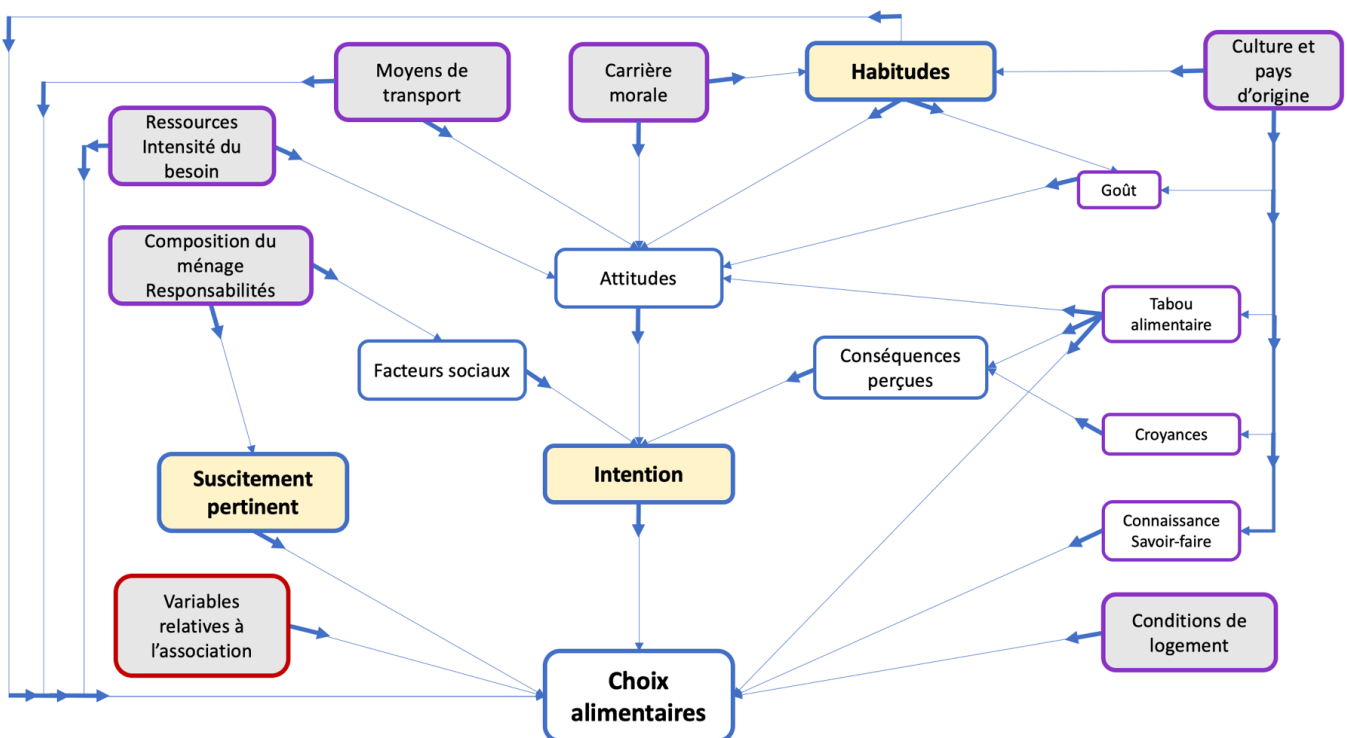 Moyens de
transport
Carrière
morale
Habitudes
Culture et
pays
d'origine
Ressources
Intensité du
besoin
Goût
Composition du
ménage
Responsabilités
Attitudes
Tabou
alimentaire
Facteurs sociaux
Conséquences
perçues
Croyances
Suscitement
pertinent
Intention
Connaissance
Savoir-faire
Variables
relatives à
l'association
Conditions de
logement
Choix
alimentaires